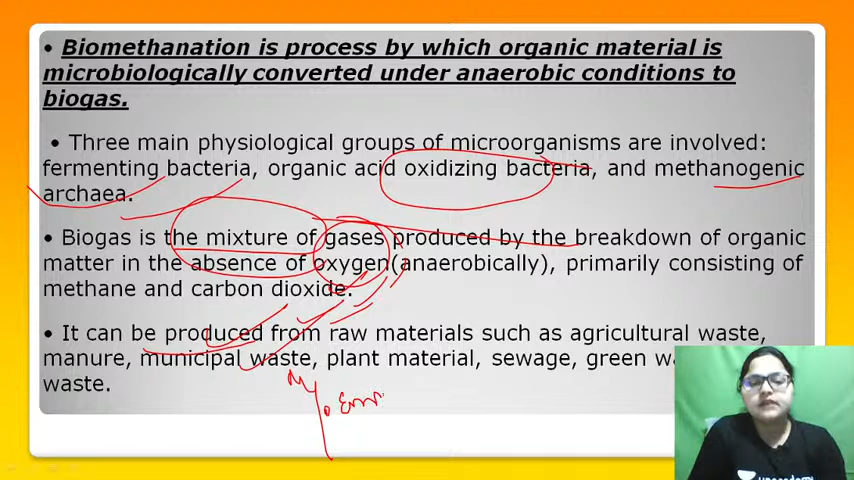 • Biomethanation is process by which organic material is
microbiologically converted under anaerobic conditions to
biogas.
• Three main physiological groups of microorganisms are involved:
fermenting bacteria, organic acid oxidizing bacteria, and methanogenic
archaea.
• Biogas is the mixture of gases produced by the breakdown of organic
matter in the absence of oxygen(anaerobically), primarily consisting of
methane and carbon dioxide.
• It can be produced from raw materials such as agricultural waste,
manure, municipal waste, plant material, sewage, green
waste.